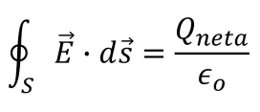 ∮_S E⃗ · ds⃗ = Q_neta / ϵ_o